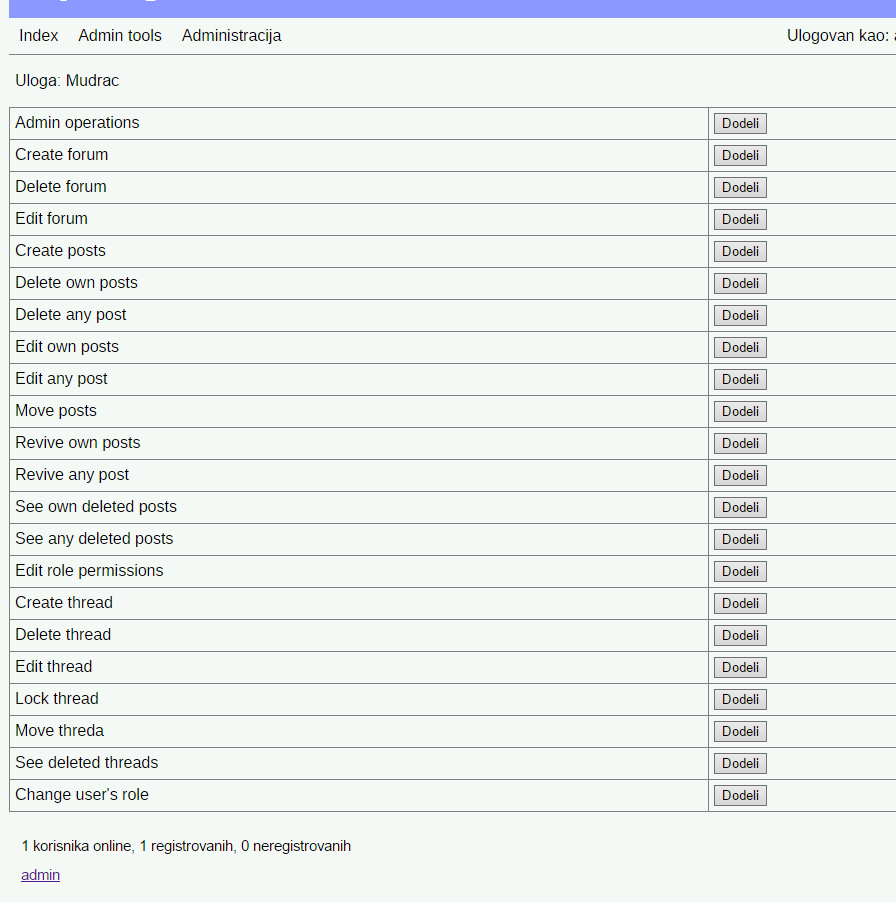 Index Admin tools Administracija Ulogovan kao:
Uloga: Mudrac
Admin operations Dodeli
Create forum Dodeli
Delete forum Dodeli
Edit forum Dodeli
Create posts Dodeli
Delete own posts Dodeli
Delete any post Dodeli
Edit own posts Dodeli
Edit any post Dodeli
Move posts Dodeli
Revive own posts Dodeli
Revive any post Dodeli
See own deleted posts Dodeli
See any deleted posts Dodeli
Edit role permissions Dodeli
Create thread Dodeli
Delete thread Dodeli
Edit thread Dodeli
Lock thread Dodeli
Move threda Dodeli
See deleted threads Dodeli
Change user's role Dodeli
1 korisnika online, 1 registrovanih, 0 neregistrovanih
admin